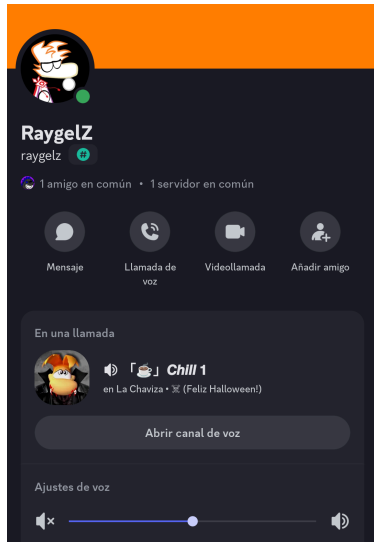 RaygelZ
raygelz #
1 amigo en común • 1 servidor en común
Mensaje
Llamada de voz
Videollamada
Añadir amigo
En una llamada
「☕」 Chill 1
en La Chaviza • ☠️ (Feliz Halloween!)
Abrir canal de voz
Ajustes de voz